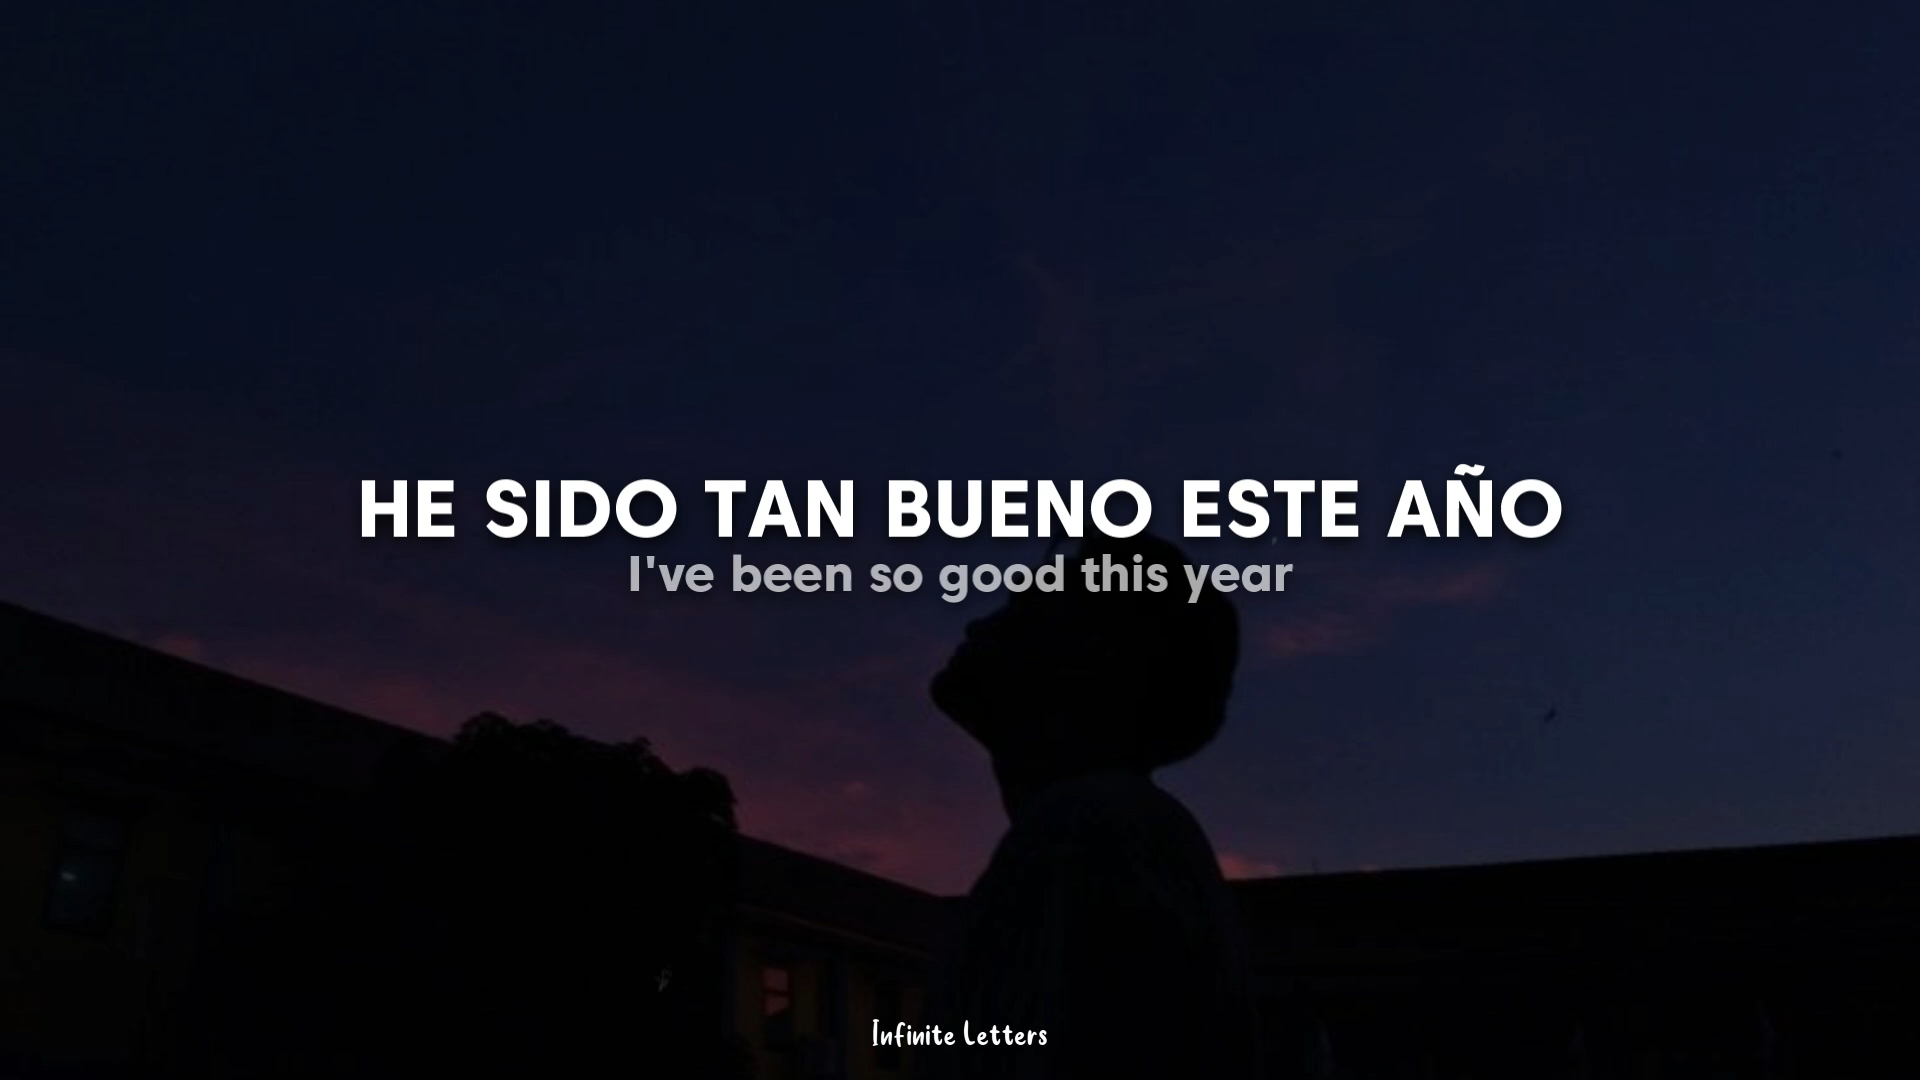 HE SIDO TAN BUENO ESTE AÑO
I've been so good this year
Infinite Letters